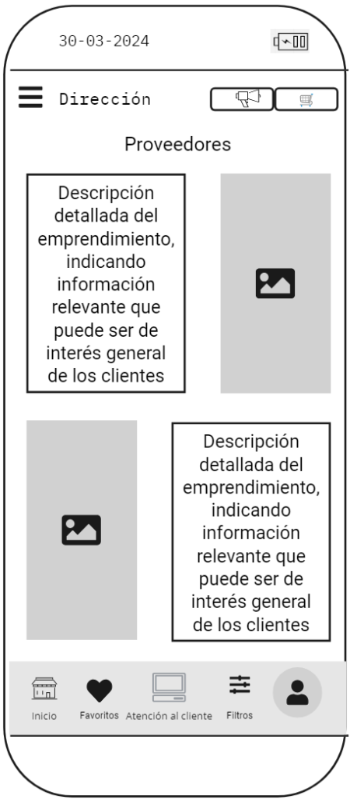 30-03-2024
Dirección
Proveedores
Descripción
detallada del
emprendimiento,
indicando
información
relevante que
puede ser de
interés general
de los clientes
Descripción
detallada del
emprendimiento,
indicando
información
relevante que
puede ser de
interés general
de los clientes
Inicio Favoritos Atención al cliente Filtros